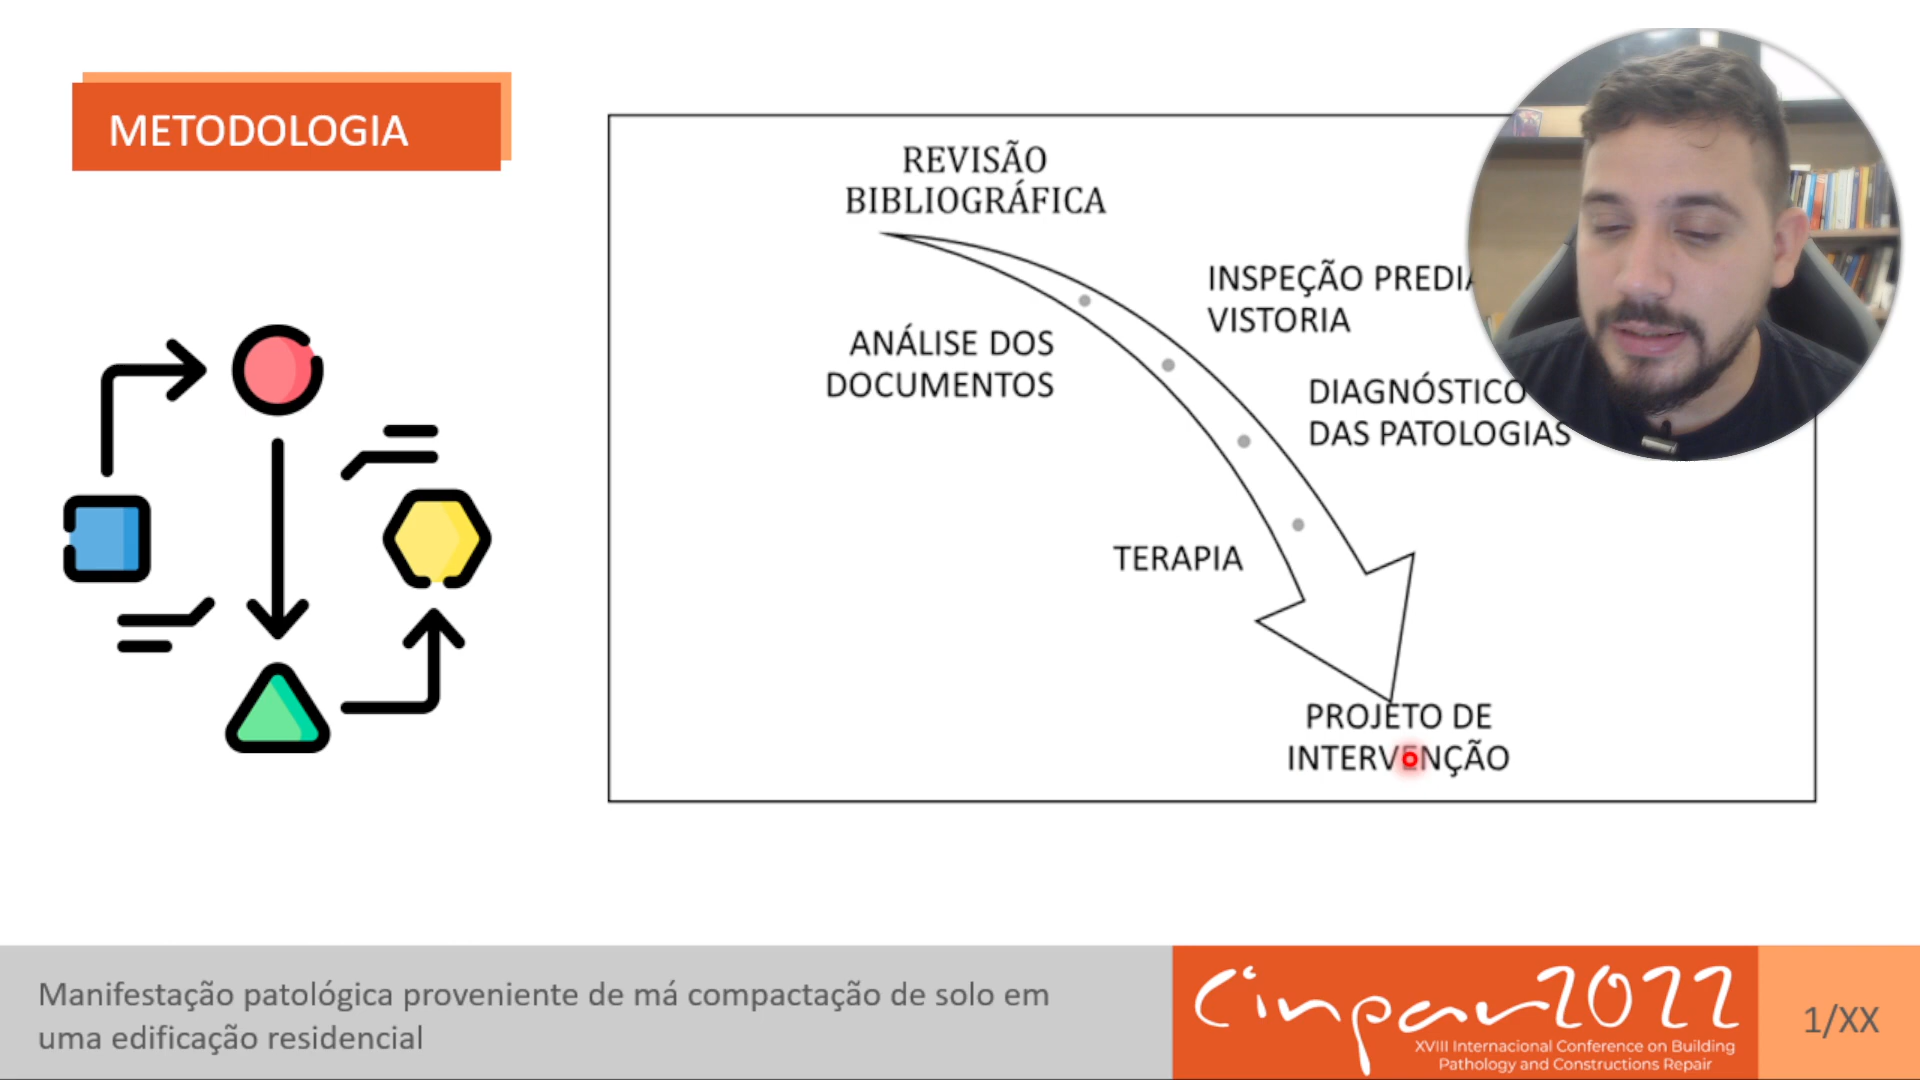 METODOLOGIA
REVISÃO
BIBLIOGRÁFICA
INSPEÇÃO
VISTORIA
ANÁLISE DOS
DOCUMENTOS
DIAGNÓSTICO
DAS PATOLOGIAS
TERAPIA
PROJETO DE
INTERVENÇÃO
Manifestação patológica proveniente de má compactação de solo em
uma edificação residencial
Cinpar2022
XVIII Internacional Conference on Building
Pathology and Constructions Repair
1/XX